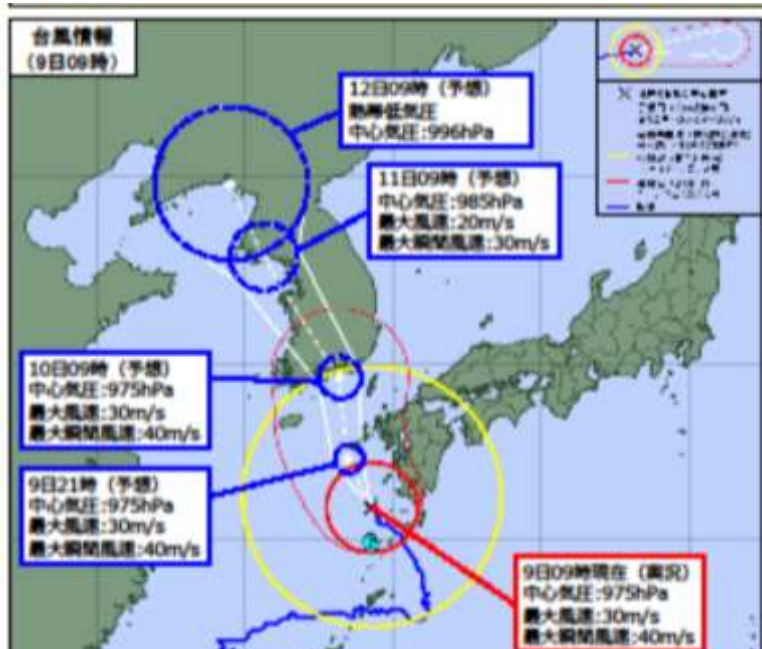 台風情報
(9日09時)
12日09時 (予想)
熱帯低気圧
中心気圧:996hPa
11日09時 (予想)
中心気圧:985hPa
最大風速:20m/s
最大瞬間風速:30m/s
10日09時 (予想)
中心気圧:975hPa
最大風速:30m/s
最大瞬間風速:40m/s
9日21時 (予想)
中心気圧:975hPa
最大風速:30m/s
最大瞬間風速:40m/s
9日09時現在 (実況)
中心気圧:975hPa
最大風速:30m/s
最大瞬間風速:40m/s